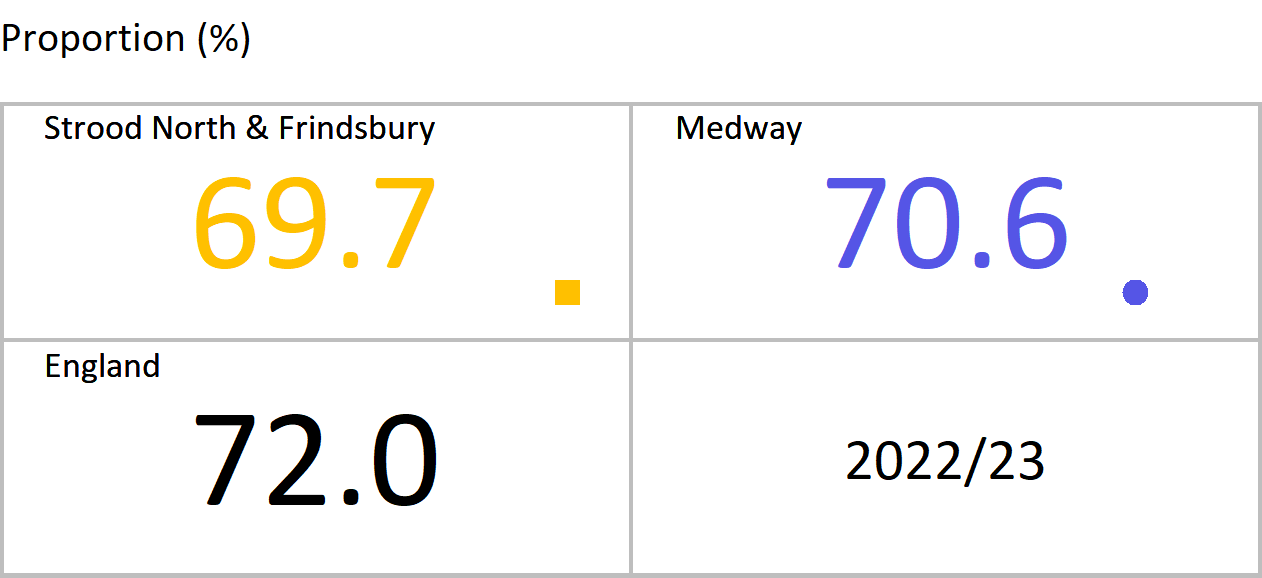 Proportion (%)
Strood North & Frindsbury
69.7
Medway
70.6
England
72.0
2022/23